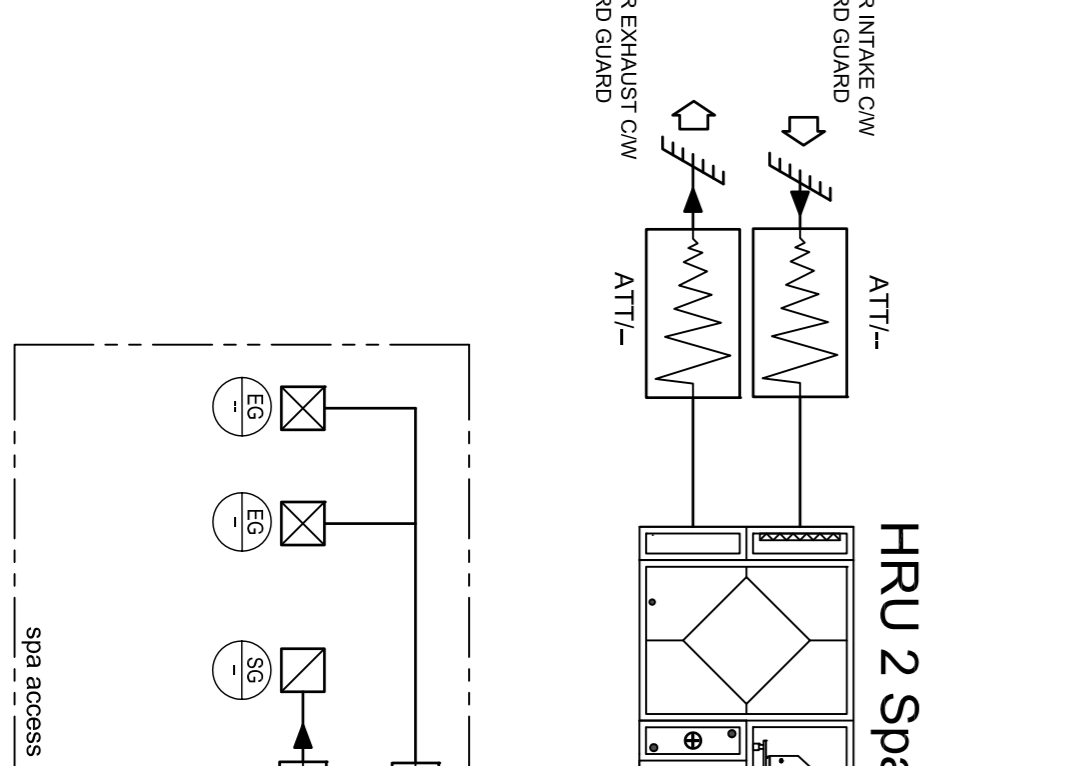 R INTAKE C/W
RD GUARD
R EXHAUST C/W
RD GUARD
ATT/--
ATT/–
HRU 2 Spa
EG
--
EG
-
SG
-
spa access